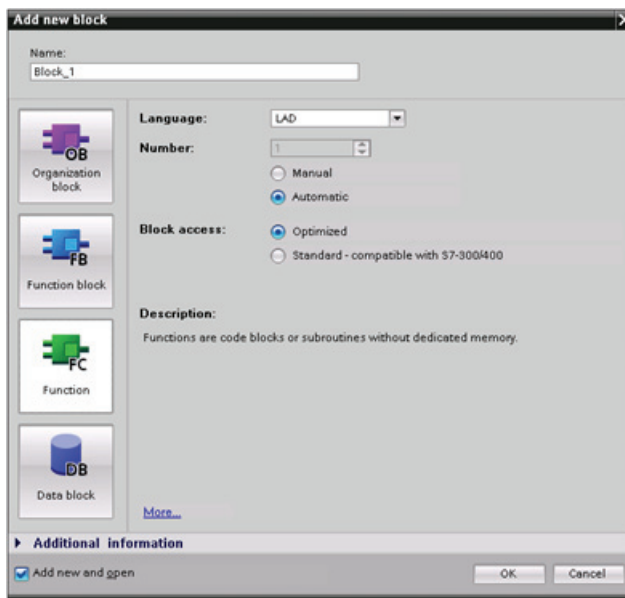 Add new block
Name:
Block_1
OB
Organization
block
FB
Function block
FC
Function
DB
Data block
Language:
LAD
Number:
1
Manual
Automatic
Block access:
Optimized
Standard - compatible with S7-300/400
Description:
Functions are code blocks or subroutines without dedicated memory.
More...
Additional information
Add new and open
OK
Cancel